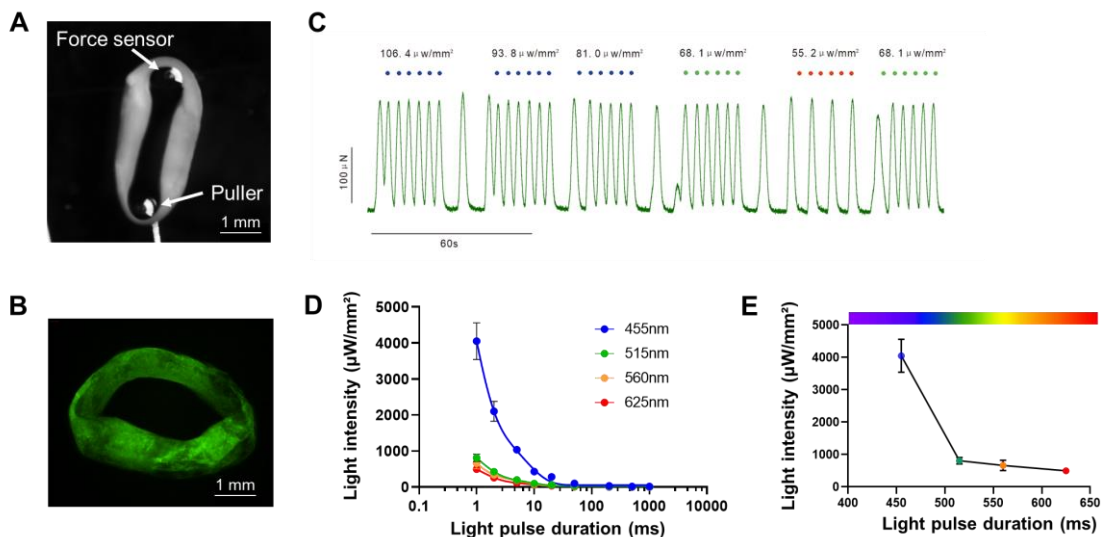 A
Force sensor
Puller
1 mm
B
1 mm
C
106. 4 μ w/mm² 93. 8 μ w/mm² 81. 0 μ w/mm² 68. 1 μ w/mm² 55. 2 μ w/mm² 68. 1 μ w/mm²
100 μ N
60s
D
Light intensity (μW/mm²)
5000
4000
3000
2000
1000
0
0.1 1 10 100 1000 10000
Light pulse duration (ms)
455nm
515nm
560nm
625nm
E
Light intensity (μW/mm²)
5000
4000
3000
2000
1000
0
400 450 500 550 600 650
Light pulse duration (ms)